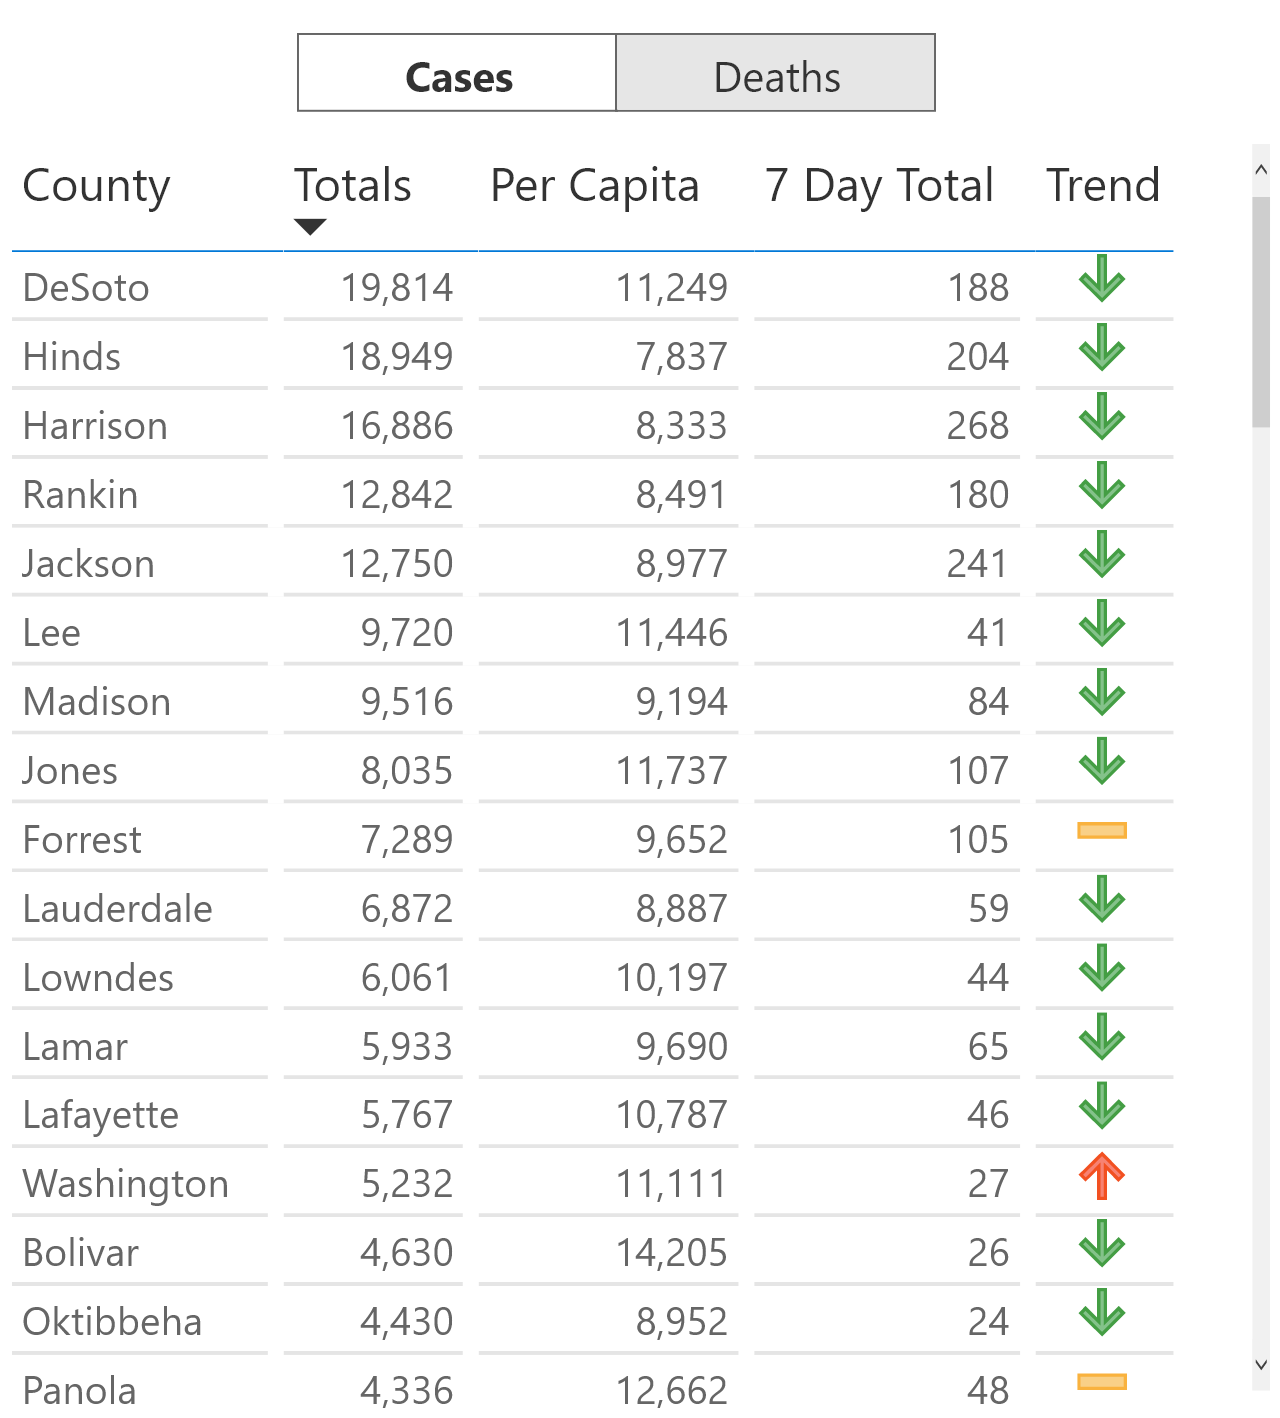 Cases Deaths
County Totals Per Capita 7 Day Total Trend
DeSoto 19,814 11,249 188
Hinds 18,949 7,837 204
Harrison 16,886 8,333 268
Rankin 12,842 8,491 180
Jackson 12,750 8,977 241
Lee 9,720 11,446 41
Madison 9,516 9,194 84
Jones 8,035 11,737 107
Forrest 7,289 9,652 105
Lauderdale 6,872 8,887 59
Lowndes 6,061 10,197 44
Lamar 5,933 9,690 65
Lafayette 5,767 10,787 46
Washington 5,232 11,111 27
Bolivar 4,630 14,205 26
Oktibbeha 4,430 8,952 24
Panola 4,336 12,662 48